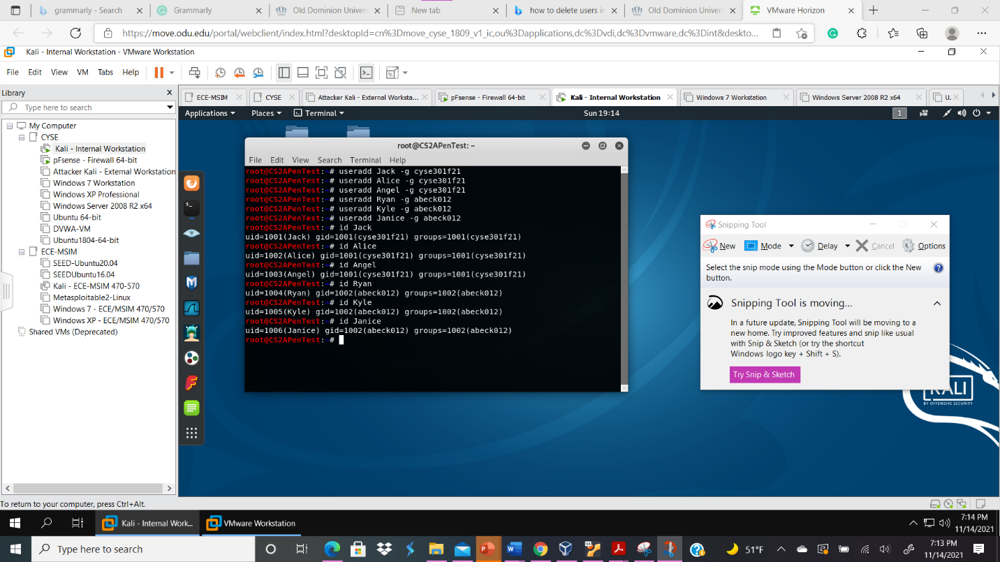 grammarly - Search
Grammarly
Old Dominion Univers
New tab
how to delete users in
Old Dominion Univers
VMware Horizon
https://move.odu.edu/portal/webclient/index.html?desktopId=cn%3Dmove_cyse_1809_v1_ic,ou%3Dapplications,dc%3Dvdi,dc%3Dvmware,dc%3Dint&deskto...
Kali - Internal Workstation - VMware Workstation
File Edit View VM Tabs Help
Library
Type here to search
My Computer
CYSE
Kali - Internal Workstation
pFsense - Firewall 64-bit
Attacker Kali - External Workstation
Windows 7 Workstation
Windows XP Professional
Windows Server 2008 R2 x64
Ubuntu 64-bit
DVWA-VM
Ubuntu1804-64-bit
ECE-MSIM
SEED-Ubuntu20.04
SEEDUbuntu16.04
Kali - ECE-MSIM 470-570
Metasploitable2-Linux
Windows 7 - ECE/MSIM 470/570
Windows XP - ECE/MSIM 470/570
Shared VMs (Deprecated)
ECE-MSIM
CYSE
Attacker Kali - External Worksta...
pFsense - Firewall 64-bit
Kali - Internal Workstation
Windows 7 Workstation
Windows Server 2008 R2 x64
U.
Applications Places Terminal
Sun 19:14
1
root@CS2APenTest: ~
File Edit View Search Terminal Help
root@CS2APenTest:~# useradd Jack -g cyse301f21
root@CS2APenTest:~# useradd Alice -g cyse301f21
root@CS2APenTest:~# useradd Angel -g cyse301f21
root@CS2APenTest:~# useradd Ryan -g abeck012
root@CS2APenTest:~# useradd Kyle -g abeck012
root@CS2APenTest:~# useradd Janice -g abeck012
root@CS2APenTest:~# id Jack
uid=1001(Jack) gid=1001(cyse301f21) groups=1001(cyse301f21)
root@CS2APenTest:~# id Alice
uid=1002(Alice) gid=1001(cyse301f21) groups=1001(cyse301f21)
root@CS2APenTest:~# id Angel
uid=1003(Angel) gid=1001(cyse301f21) groups=1001(cyse301f21)
root@CS2APenTest:~# id Ryan
uid=1004(Ryan) gid=1002(abeck012) groups=1002(abeck012)
root@CS2APenTest:~# id Kyle
uid=1005(Kyle) gid=1002(abeck012) groups=1002(abeck012)
root@CS2APenTest:~# id Janice
uid=1006(Janice) gid=1002(abeck012) groups=1002(abeck012)
root@CS2APenTest:~#
Snipping Tool
New Mode Delay Cancel Options
Select the snip mode using the Mode button or click the New
button.
Snipping Tool is moving...
In a future update, Snipping Tool will be moving to a
new home. Try improved features and snip like usual
with Snip & Sketch (or try the shortcut
Windows logo key + Shift + S).
Try Snip & Sketch
KALI
BY OFFENSIVE SECURITY
To return to your computer, press Ctrl+Alt.
Kali - Internal Work...
VMware Workstation
7:14 PM
11/14/2021
Type here to search
51°F
7:13 PM
11/14/2021